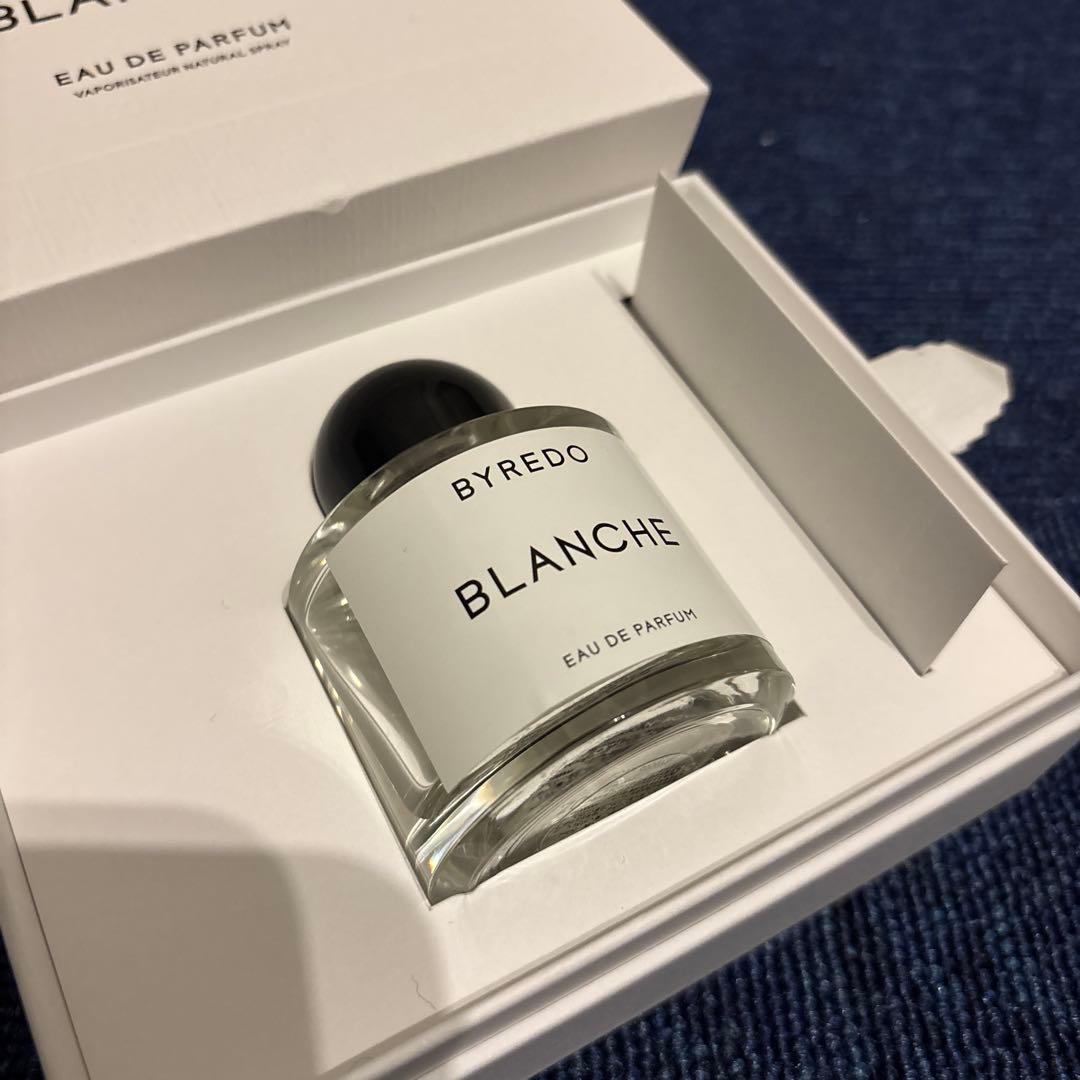 EAU DE PARFUM
VAPORISATEUR NATURAL SPRAY
BYREDO
BLANCHE
EAU DE PARFUM